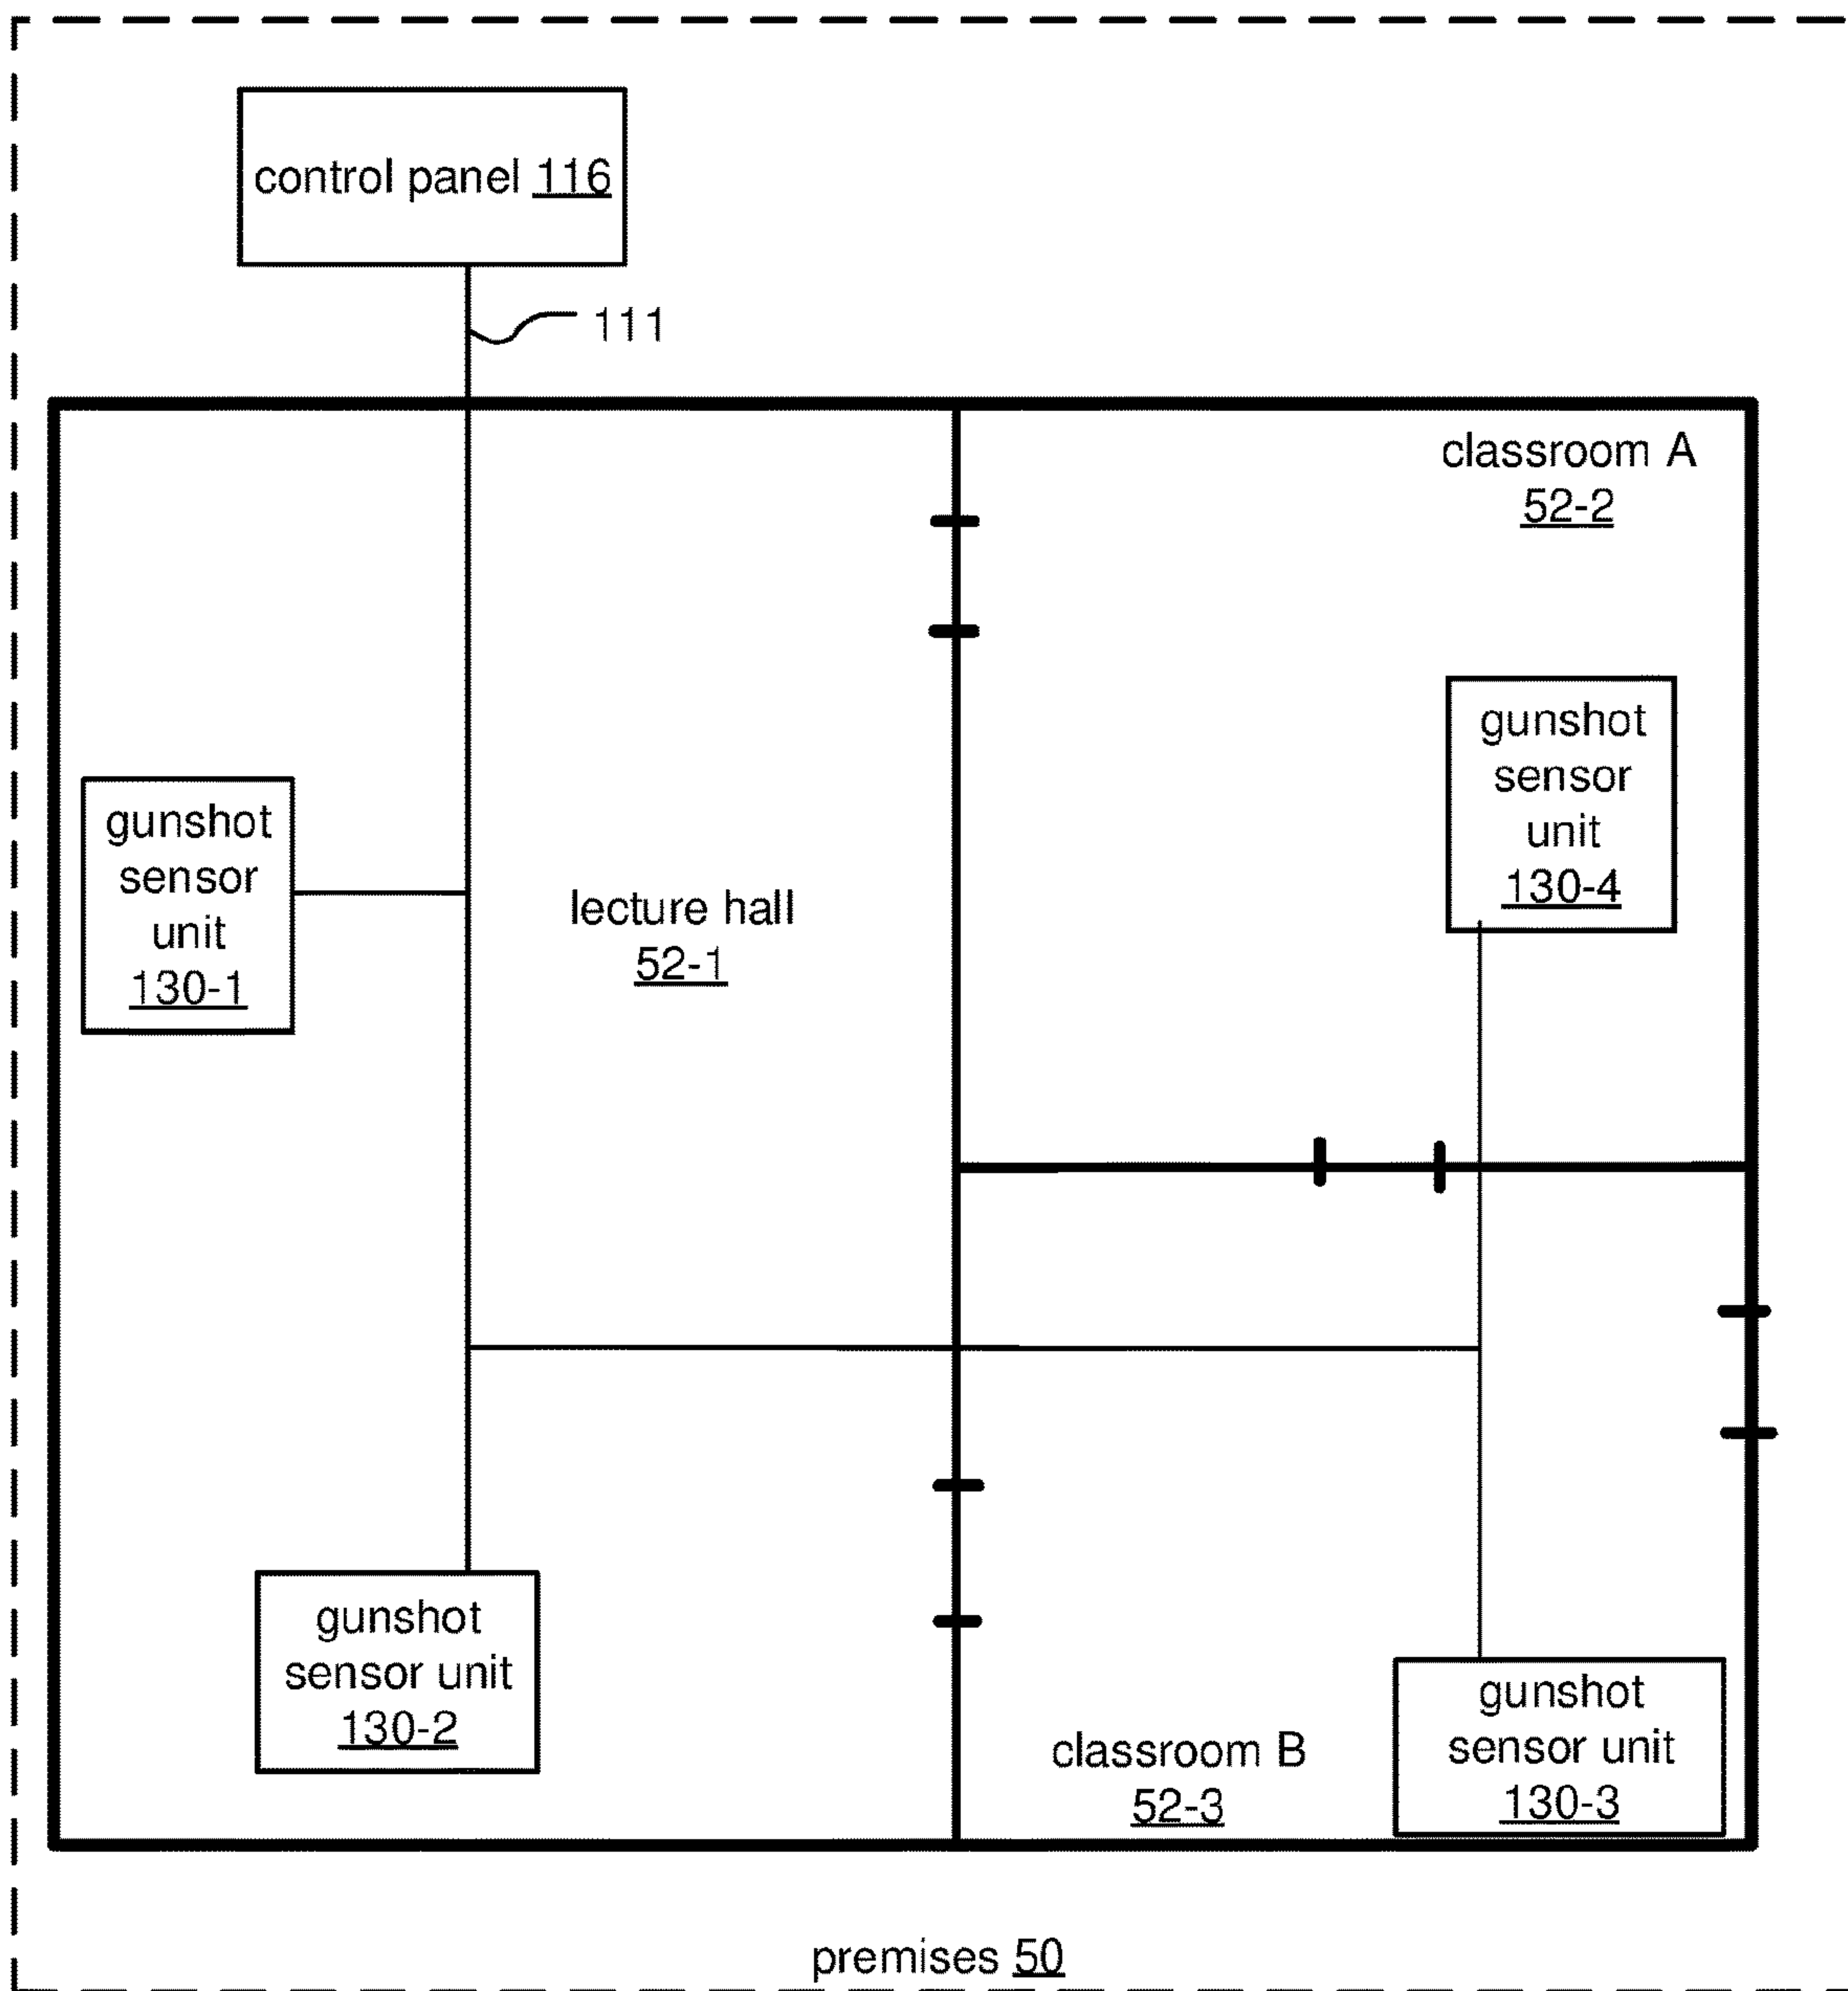 control panel 116
111
classroom A
52-2
gunshot
sensor
unit
130-4
gunshot
sensor
unit
130-1
lecture hall
52-1
gunshot
sensor unit
130-2
gunshot
sensor unit
130-3
classroom B
52-3
premises 50